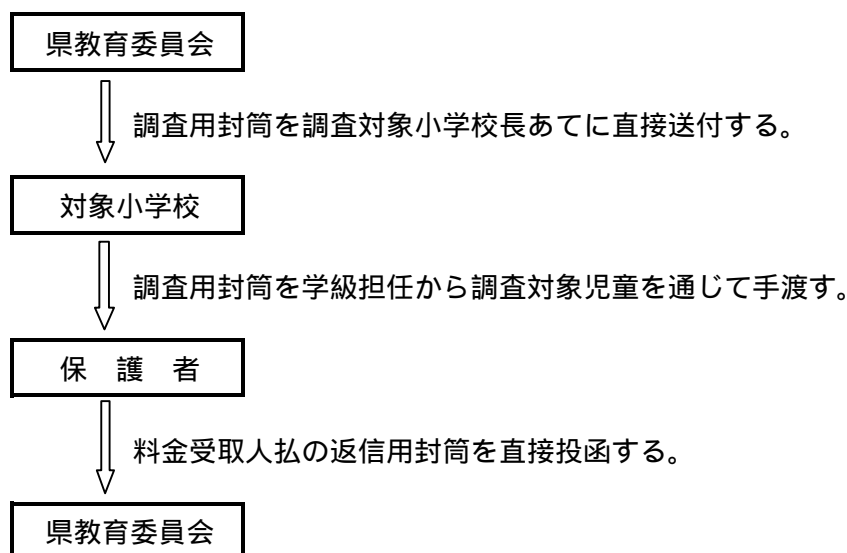 県教育委員会
調査用封筒を調査対象小学校長あてに直接送付する。
対象小学校
調査用封筒を学級担任から調査対象児童を通じて手渡す。
保　護　者
料金受取人払の返信用封筒を直接投函する。
県教育委員会